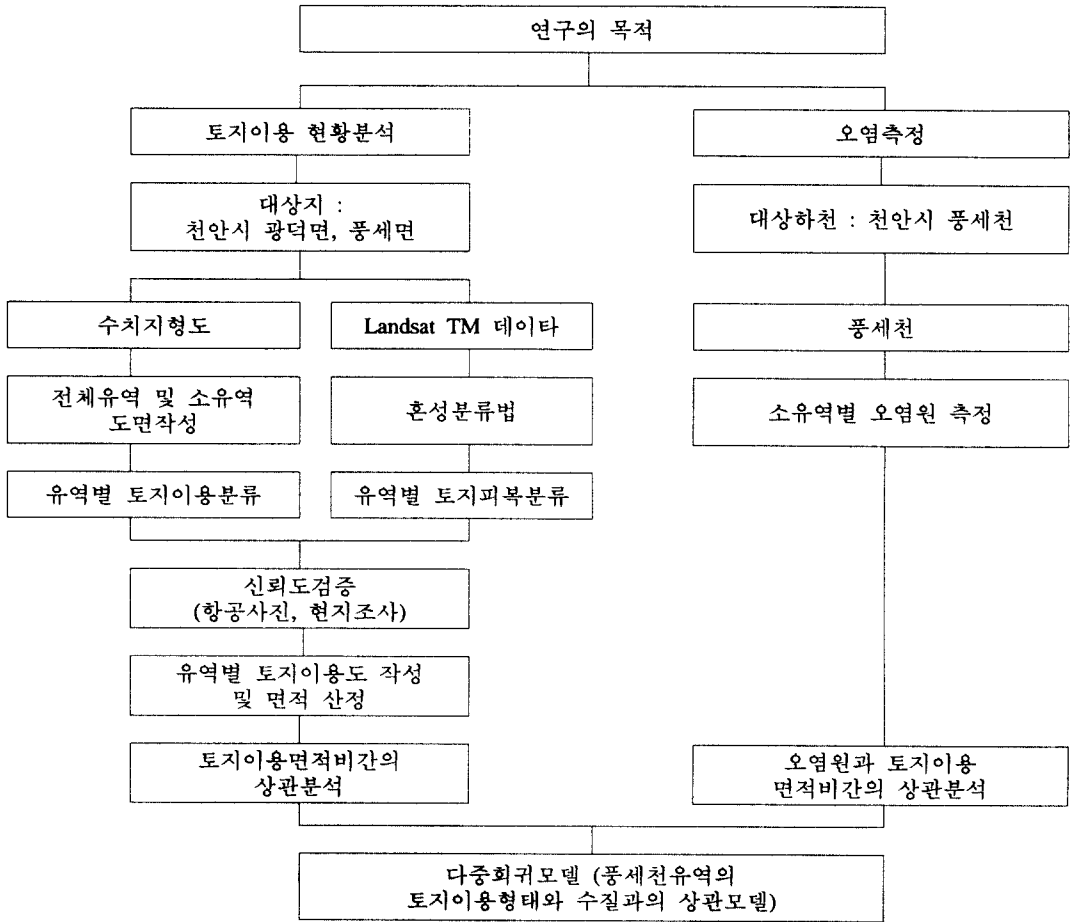 연구의 목적
토지이용 현황분석
오염측정
대상지 :
천안시 광덕면, 풍세면
대상하천 : 천안시 풍세천
수치지형도
Landsat TM 데이타
풍세천
전체유역 및 소유역
도면작성
혼성분류법
소유역별 오염원 측정
유역별 토지이용분류
유역별 토지피복분류
신뢰도검증
(항공사진, 현지조사)
유역별 토지이용도 작성
및 면적 산정
토지이용면적비간의
상관분석
오염원과 토지이용
면적비간의 상관분석
다중회귀모델 (풍세천유역의
토지이용형태와 수질과의 상관모델)